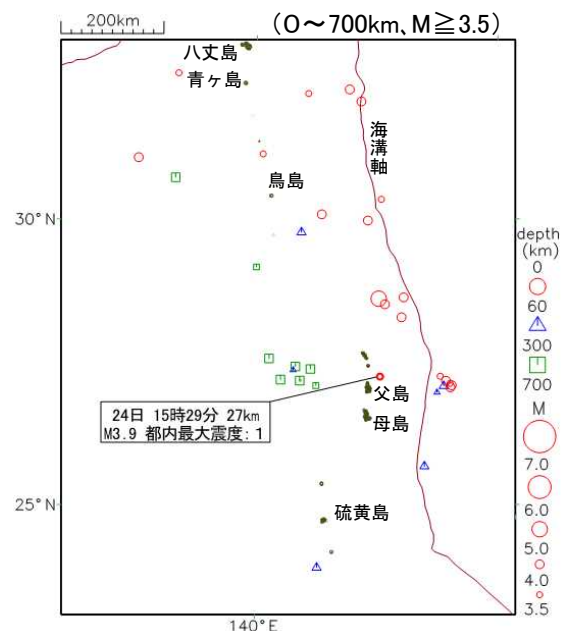 200km
(0～700km、M≧3.5)
八丈島
青ヶ島
海溝軸
鳥島
30°N
depth
(km)
0
60
300
700
父島
24日 15時29分 27km
M3.9 都内最大震度：1
母島
M
7.0
6.0
5.0
4.0
3.5
25°N
硫黄島
140°E